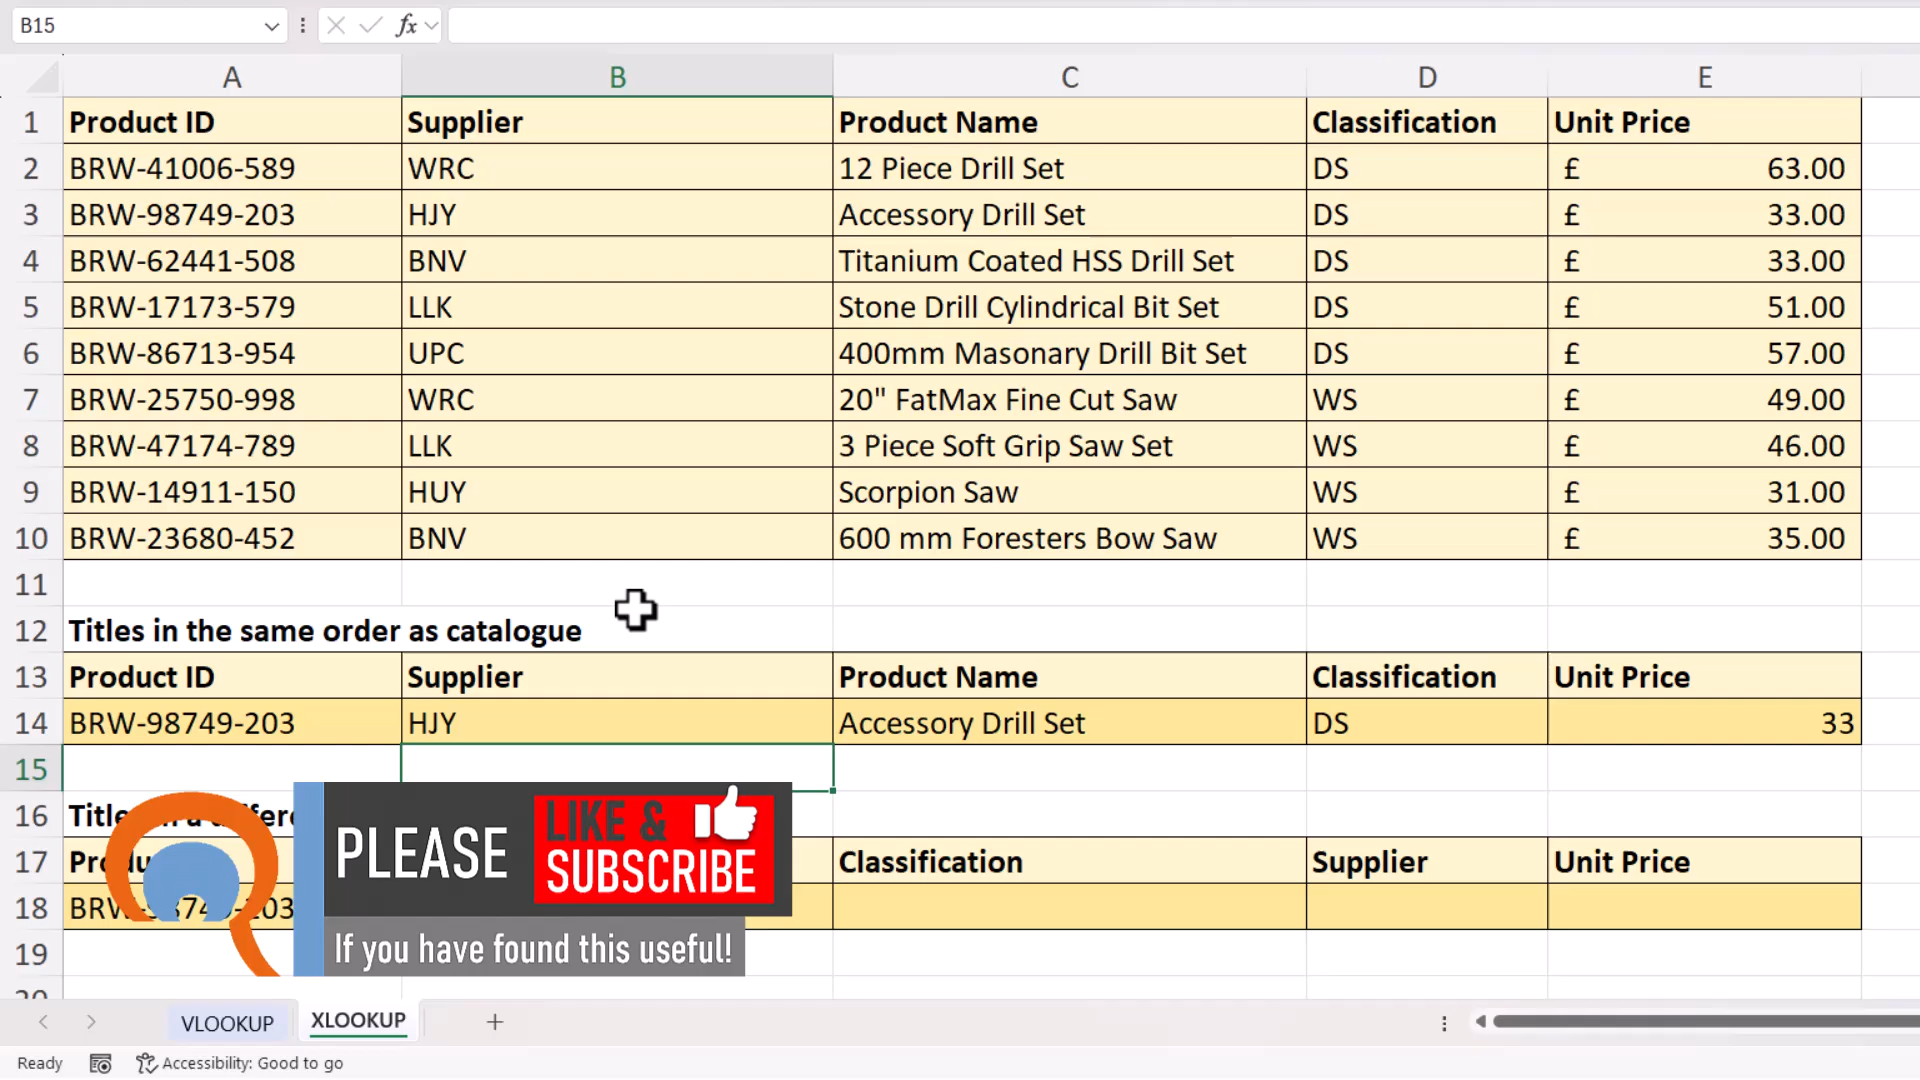 B15 fx
A B C D E
1 Product ID Supplier Product Name Classification Unit Price
2 BRW-41006-589 WRC 12 Piece Drill Set DS £ 63.00
3 BRW-98749-203 HJY Accessory Drill Set DS £ 33.00
4 BRW-62441-508 BNV Titanium Coated HSS Drill Set DS £ 33.00
5 BRW-17173-579 LLK Stone Drill Cylindrical Bit Set DS £ 51.00
6 BRW-86713-954 UPC 400mm Masonary Drill Bit Set DS £ 57.00
7 BRW-25750-998 WRC 20" FatMax Fine Cut Saw WS £ 49.00
8 BRW-47174-789 LLK 3 Piece Soft Grip Saw Set WS £ 46.00
9 BRW-14911-150 HUY Scorpion Saw WS £ 31.00
10 BRW-23680-452 BNV 600 mm Foresters Bow Saw WS £ 35.00
11
12 Titles in the same order as catalogue
13 Product ID Supplier Product Name Classification Unit Price
14 BRW-98749-203 HJY Accessory Drill Set DS 33
15
16
17 Classification Supplier Unit Price
18
19
20
PLEASE LIKE & SUBSCRIBE
If you have found this useful!
VLOOKUP XLOOKUP +
Ready Accessibility: Good to go